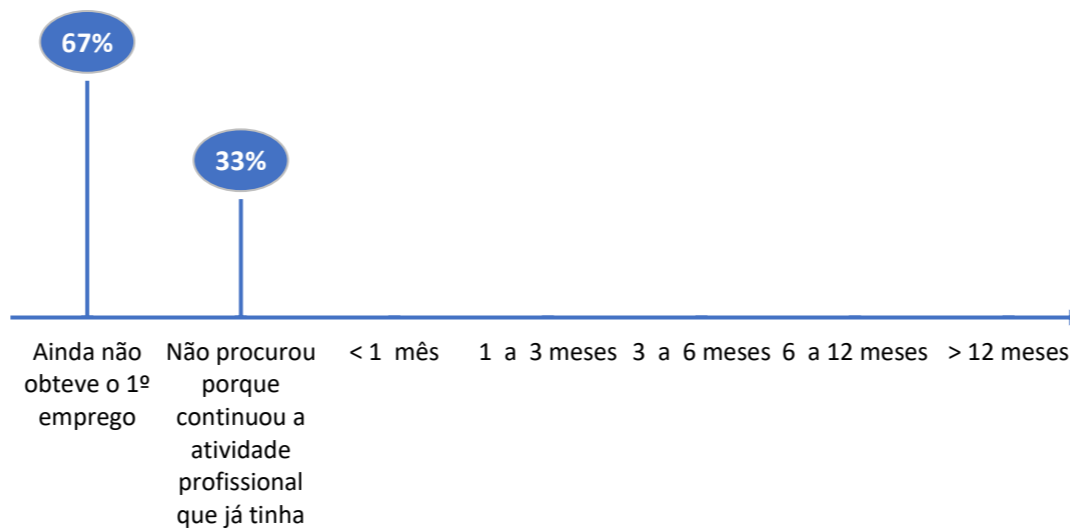 67%
33%
Ainda não
obteve o 1º
emprego
Não procurou
porque
continuou a
atividade
profissional
que já tinha
< 1 mês
1 a 3 meses
3 a 6 meses
6 a 12 meses
> 12 meses